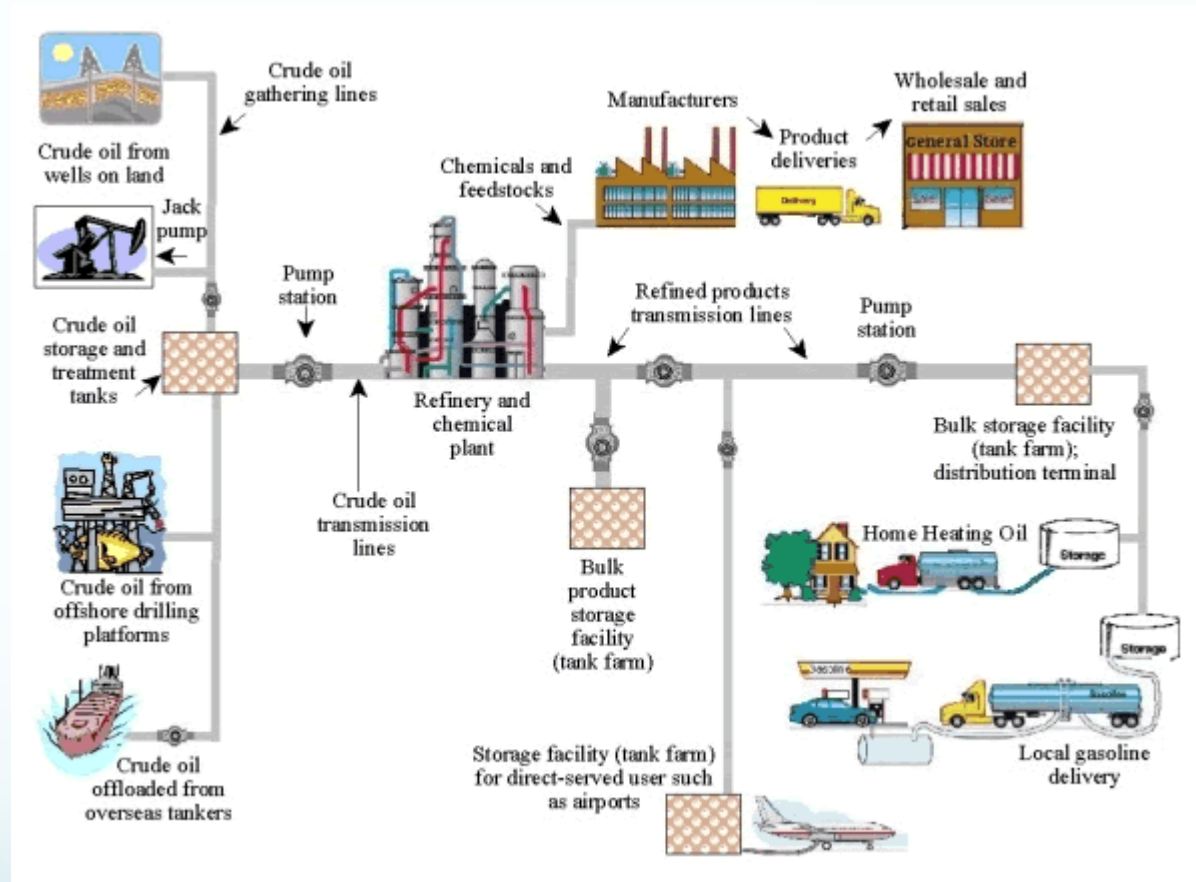 Crude oil
gathering lines
Crude oil from
wells on land
Jack
pump
Crude oil
storage and
treatment
tanks
Pump
station
Chemicals and
feedstocks
Manufacturers
Product
deliveries
Wholesale and
retail sales
General Store
Delivery
Refinery and
chemical
plant
Refined products
transmission lines
Pump
station
Crude oil
transmission
lines
Bulk storage facility
(tank farm);
distribution terminal
Crude oil from
offshore drilling
platforms
Bulk
product
storage
facility
(tank farm)
Home Heating Oil
Storage
Storage
Gasoline
Gasoline
Local gasoline
delivery
Crude oil
offloaded from
overseas tankers
Storage facility (tank farm)
for direct-served user such
as airports